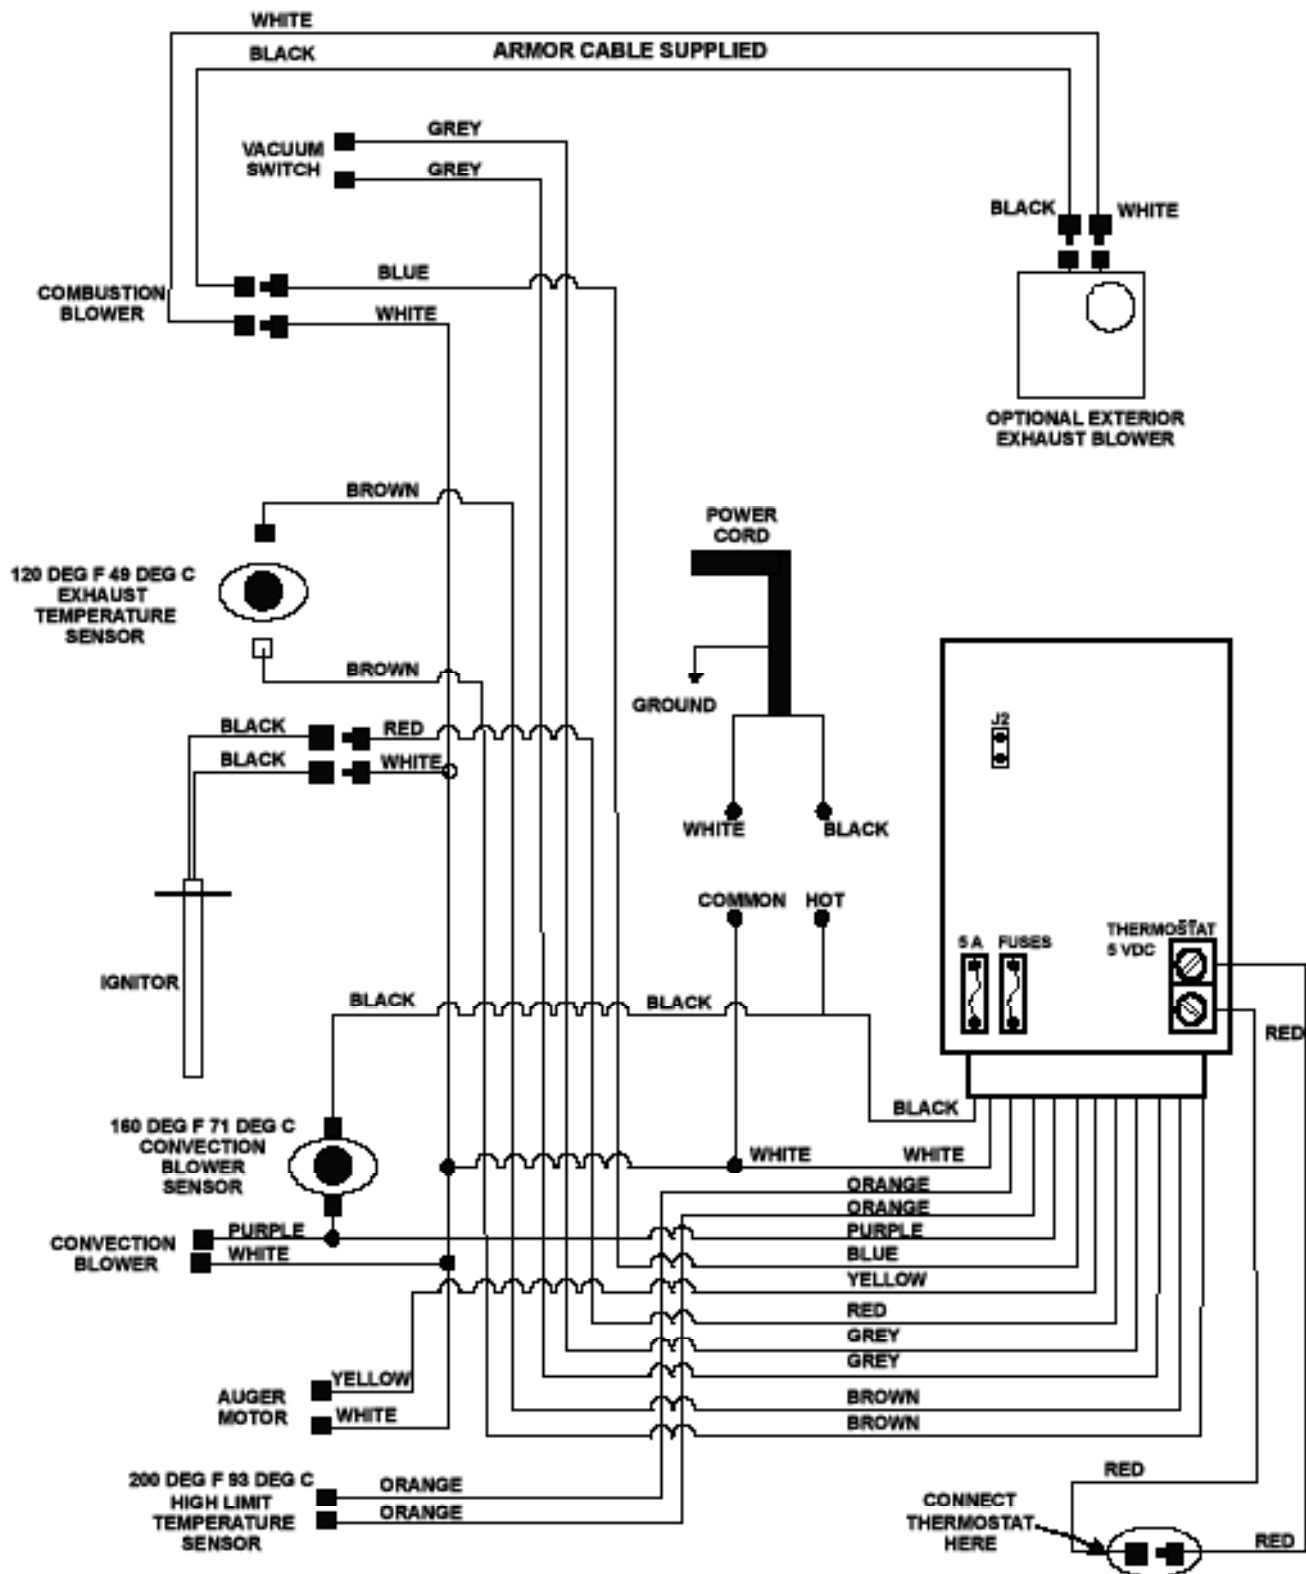 WHITE
BLACK
ARMOR CABLE SUPPLIED
VACUUM
SWITCH
GREY
GREY
BLACK
WHITE
COMBUSTION
BLOWER
BLUE
WHITE
OPTIONAL EXTERIOR
EXHAUST BLOWER
BROWN
POWER
CORD
120 DEG F 49 DEG C
EXHAUST
TEMPERATURE
SENSOR
BROWN
GROUND
BLACK
RED
BLACK
WHITE
J2
WHITE
BLACK
COMMON
HOT
5 A
FUSES
THERMOSTAT
5 VDC
IGNITOR
BLACK
BLACK
RED
BLACK
160 DEG F 71 DEG C
CONVECTION
BLOWER
SENSOR
WHITE
WHITE
ORANGE
ORANGE
PURPLE
PURPLE
CONVECTION
BLOWER
WHITE
BLUE
YELLOW
RED
GREY
GREY
YELLOW
AUGER
MOTOR
WHITE
BROWN
BROWN
200 DEG F 93 DEG C
HIGH LIMIT
TEMPERATURE
SENSOR
ORANGE
ORANGE
RED
CONNECT
THERMOSTAT
HERE
RED